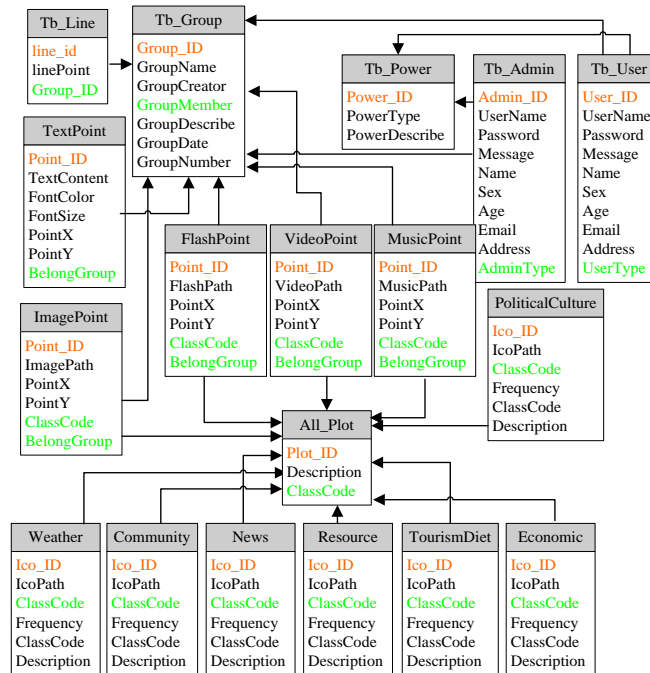 Tb_Line
line_id
linePoint
Group_ID
Tb_Group
Group_ID
GroupName
GroupCreator
GroupMember
GroupDescribe
GroupDate
GroupNumber
Tb_Power
Power_ID
PowerType
PowerDescribe
Tb_Admin
Admin_ID
UserName
Password
Message
Name
Sex
Age
Email
Address
AdminType
Tb_User
User_ID
UserName
Password
Message
Name
Sex
Age
Email
Address
UserType
TextPoint
Point_ID
TextContent
FontColor
FontSize
PointX
PointY
BelongGroup
FlashPoint
Point_ID
FlashPath
PointX
PointY
ClassCode
BelongGroup
VideoPoint
Point_ID
VideoPath
PointX
PointY
ClassCode
BelongGroup
MusicPoint
Point_ID
MusicPath
PointX
PointY
ClassCode
BelongGroup
PoliticalCulture
Ico_ID
IcoPath
ClassCode
Frequency
ClassCode
Description
ImagePoint
Point_ID
ImagePath
PointX
PointY
ClassCode
BelongGroup
All_Plot
Plot_ID
Description
ClassCode
Weather
Ico_ID
IcoPath
ClassCode
Frequency
ClassCode
Description
Community
Ico_ID
IcoPath
ClassCode
Frequency
ClassCode
Description
News
Ico_ID
IcoPath
ClassCode
Frequency
ClassCode
Description
Resource
Ico_ID
IcoPath
ClassCode
Frequency
ClassCode
Description
TourismDiet
Ico_ID
IcoPath
ClassCode
Frequency
ClassCode
Description
Economic
Ico_ID
IcoPath
ClassCode
Frequency
ClassCode
Description